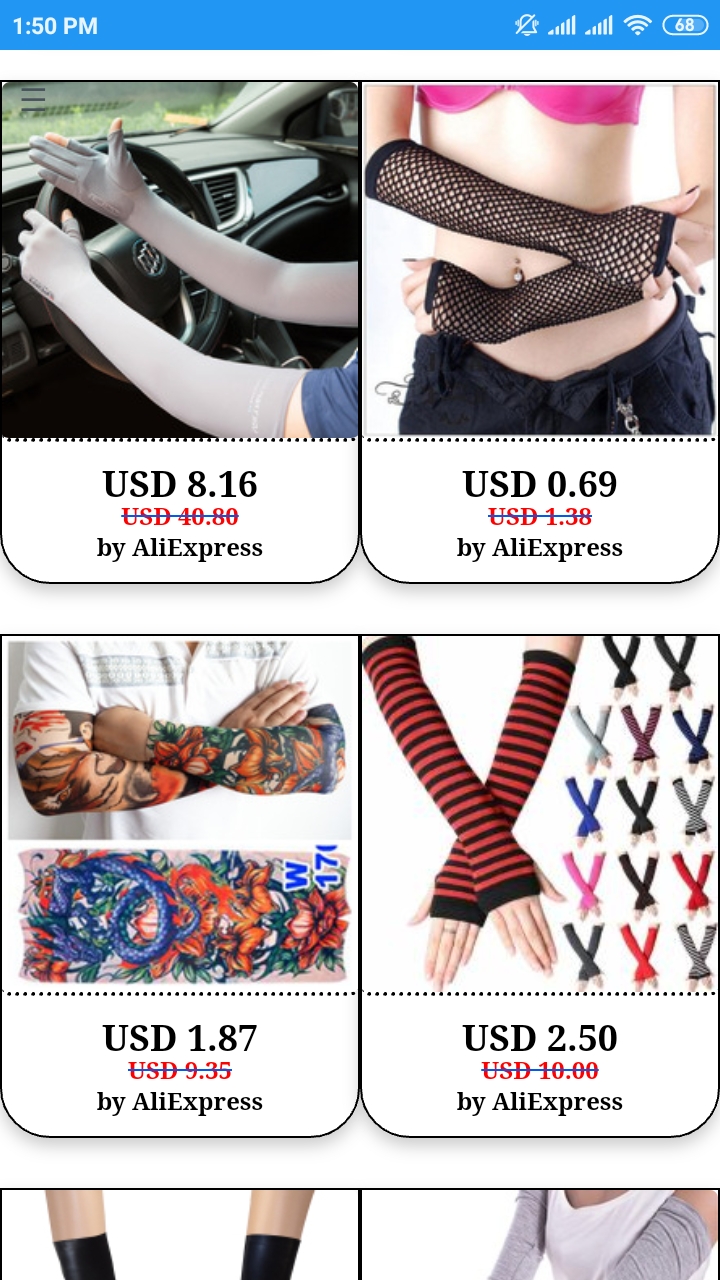 1:50 PM
68
USD 8.16
USD 40.80
by AliExpress
USD 0.69
USD 1.38
by AliExpress
W
USD 1.87
USD 9.35
by AliExpress
USD 2.50
USD 10.00
by AliExpress